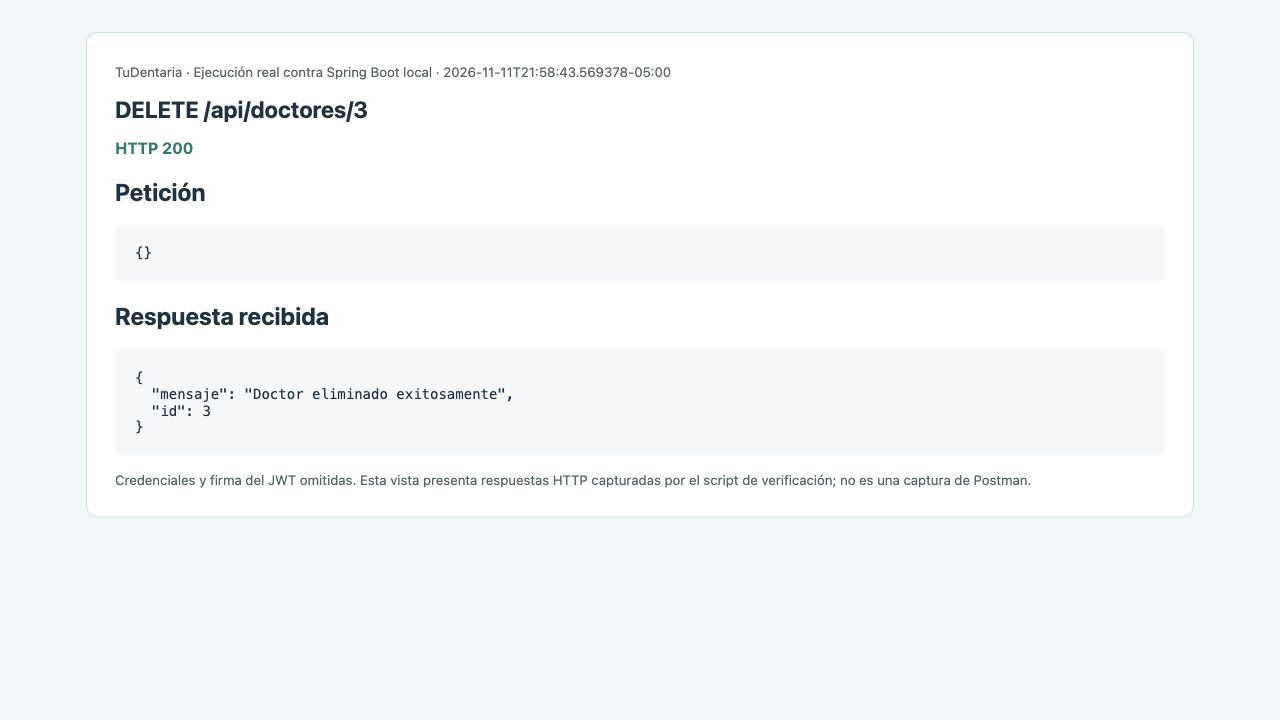 TuDentaria · Ejecución real contra Spring Boot local · 2026-11-11T21:58:43.569378-05:00
DELETE /api/doctores/3
HTTP 200
Petición
{}
Respuesta recibida
{
  "mensaje": "Doctor eliminado exitosamente",
  "id": 3
}
Credenciales y firma del JWT omitidas. Esta vista presenta respuestas HTTP capturadas por el script de verificación; no es una captura de Postman.